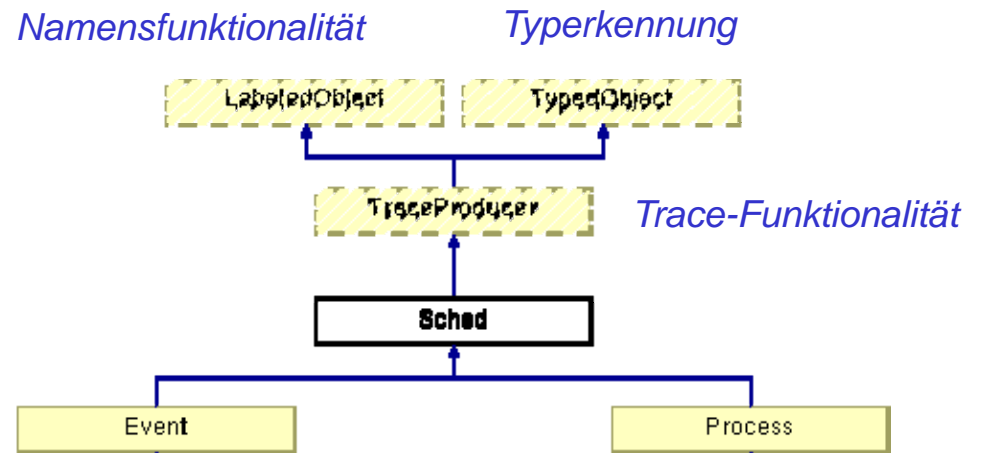 Namensfunktionalität
Typerkennung
LabeledObject
TypedObject
TraceProducer
Trace-Funktionalität
Sched
Event
Process